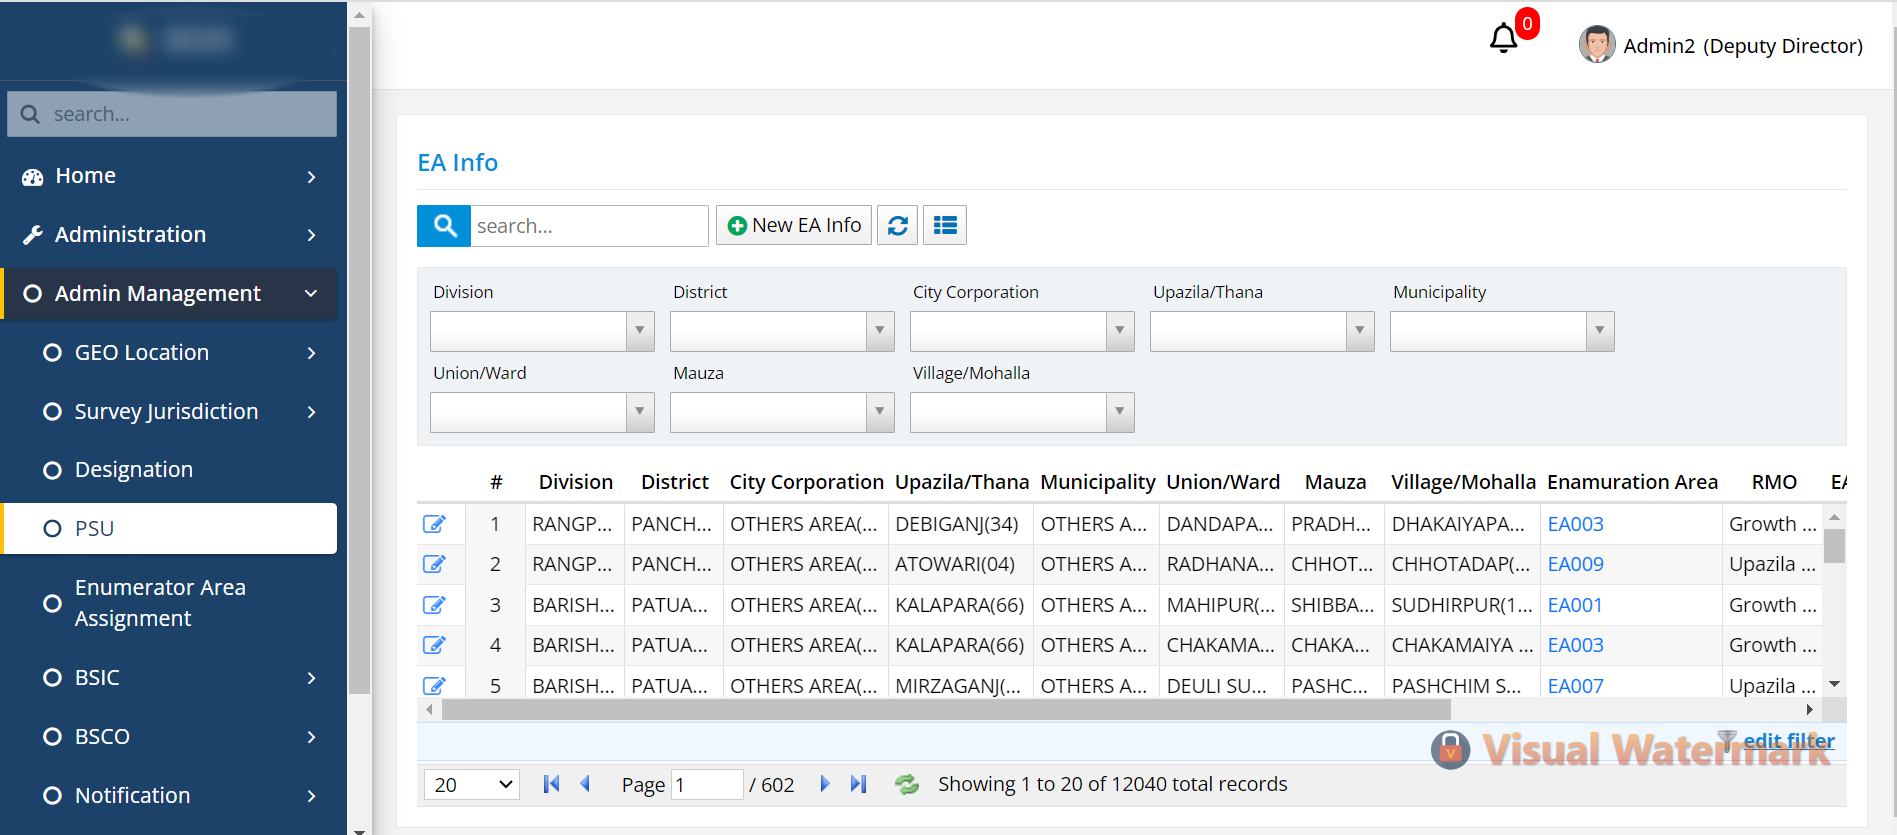 0
Admin2 (Deputy Director)
search...
Home
Administration
Admin Management
GEO Location
Survey Jurisdiction
Designation
PSU
Enumerator Area
Assignment
BSIC
BSCO
Notification
EA Info
search...
New EA Info
Division District City Corporation Upazila/Thana Municipality
Union/Ward Mauza Village/Mohalla
# Division District City Corporation Upazila/Thana Municipality Union/Ward Mauza Village/Mohalla Enamuration Area RMO EA
1 RANGP... PANCH... OTHERS AREA(... DEBIGANJ(34) OTHERS A... DANDAPA... PRADH... DHAKAIYAPA... EA003 Growth ...
2 RANGP... PANCH... OTHERS AREA(... ATOWARI(04) OTHERS A... RADHANA... CHHOT... CHHOTADAP(... EA009 Upazila ...
3 BARISH... PATUA... OTHERS AREA(... KALAPARA(66) OTHERS A... MAHIPUR(... SHIBBA... SUDHIRPUR(1... EA001 Growth ...
4 BARISH... PATUA... OTHERS AREA(... KALAPARA(66) OTHERS A... CHAKAMA... CHAKA... CHAKAMAIYA ... EA003 Growth ...
5 BARISH... PATUA... OTHERS AREA(... MIRZAGANJ(... OTHERS A... DEULI SU... PASHC... PASHCHIM S... EA007 Upazila ...
edit filter
Visual Watermark
20 Page 1 / 602 Showing 1 to 20 of 12040 total records